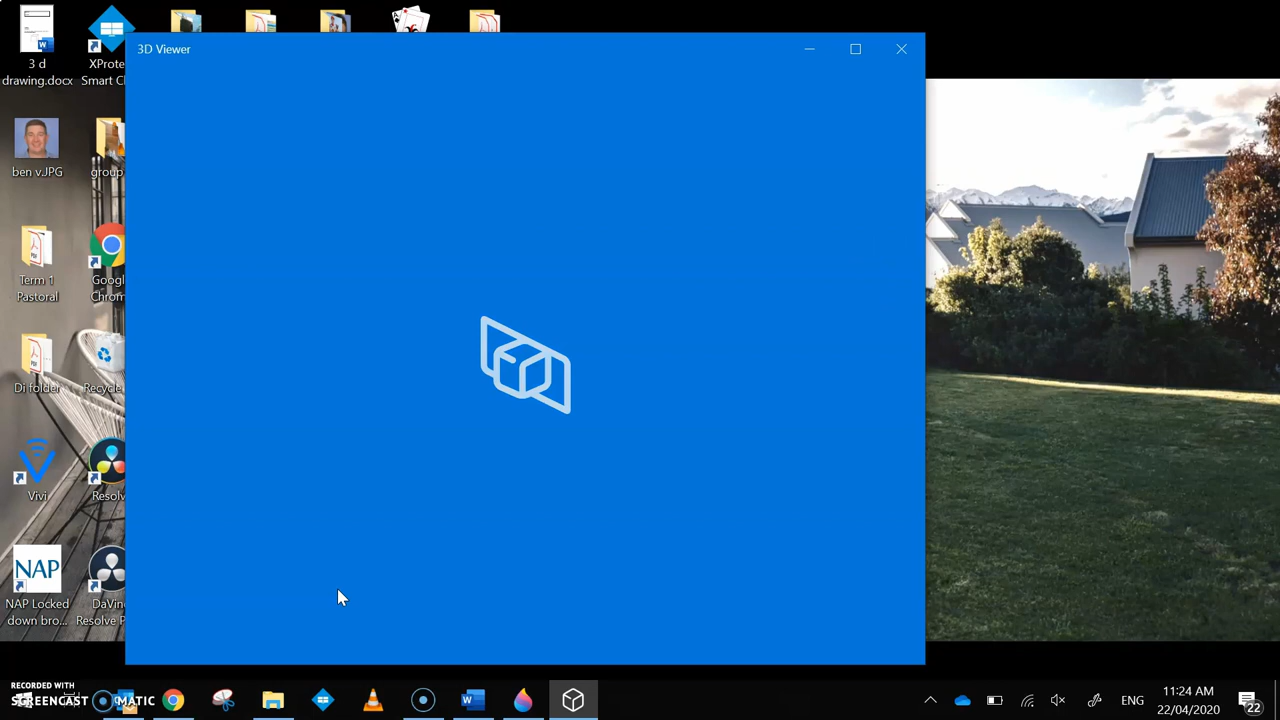 3D Viewer
3 d
drawing.docx
XProte
Smart Cl
ben v.JPG
group
Term 1
Pastoral
Googl
Chrom
Di folder
Recycle
Vivi
Resolv
NAP
NAP Locked
down bro...
DaVin
Resolve P
RECORDED WITH
SCREENCAST MATIC
ENG
11:24 AM
22/04/2020
22